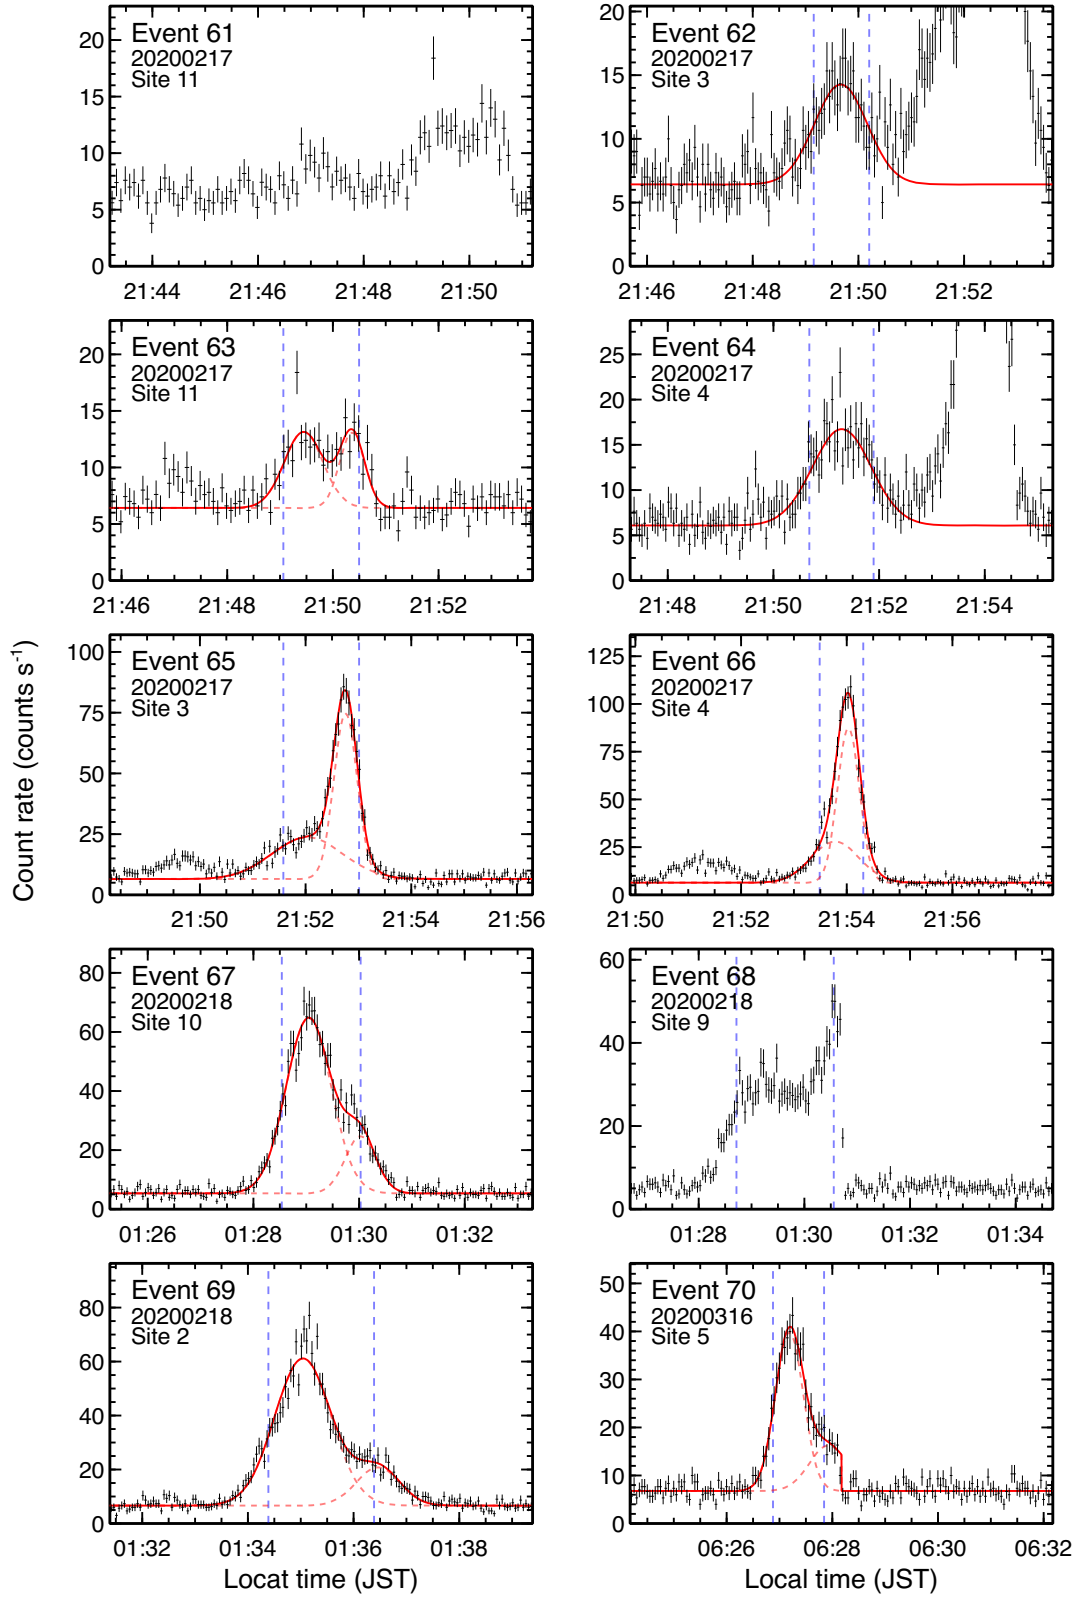 Event 61
20200217
Site 11
20
15
10
5
0
21:44 21:46 21:48 21:50
Event 62
20200217
Site 3
20
15
10
5
0
21:46 21:48 21:50 21:52
Event 63
20200217
Site 11
20
15
10
5
0
21:46 21:48 21:50 21:52
Event 64
20200217
Site 4
25
20
15
10
5
0
21:48 21:50 21:52 21:54
Count rate (counts s-1)
Event 65
20200217
Site 3
100
75
50
25
0
21:50 21:52 21:54 21:56
Event 66
20200217
Site 4
125
100
75
50
25
0
21:50 21:52 21:54 21:56
Event 67
20200218
Site 10
80
60
40
20
0
01:26 01:28 01:30 01:32
Event 68
20200218
Site 9
60
40
20
0
01:28 01:30 01:32 01:34
Event 69
20200218
Site 2
80
60
40
20
0
01:32 01:34 01:36 01:38
Locat time (JST)
Event 70
20200316
Site 5
50
40
30
20
10
0
06:26 06:28 06:30 06:32
Local time (JST)